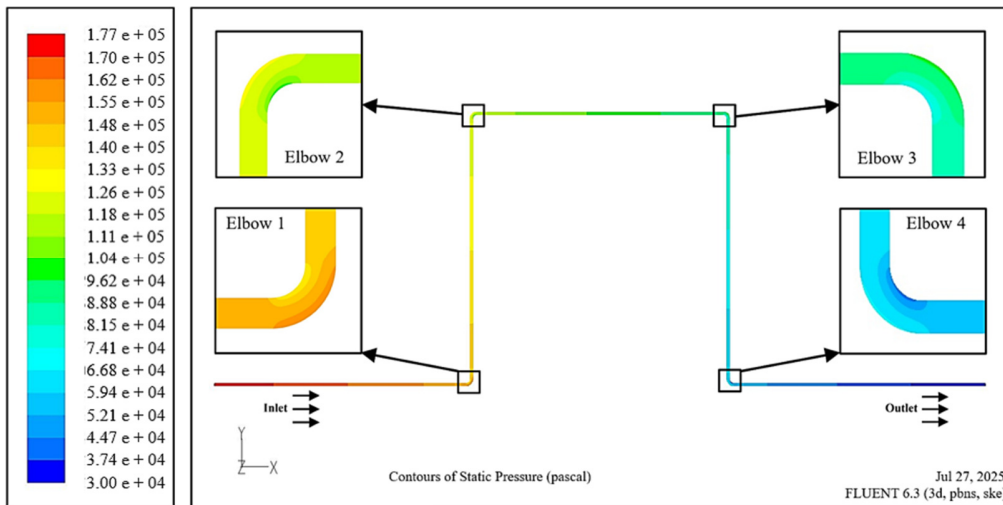 1.77 e + 05
1.70 e + 05
1.62 e + 05
1.55 e + 05
1.48 e + 05
1.40 e + 05
1.33 e + 05
1.26 e + 05
1.18 e + 05
1.11 e + 05
1.04 e + 05
9.62 e + 04
8.88 e + 04
8.15 e + 04
7.41 e + 04
6.68 e + 04
5.94 e + 04
5.21 e + 04
4.47 e + 04
3.74 e + 04
3.00 e + 04
Elbow 2
Elbow 3
Elbow 1
Elbow 4
Inlet
Outlet
Y
Z X
Contours of Static Pressure (pascal)
Jul 27, 2025
FLUENT 6.3 (3d, pbns, ske)